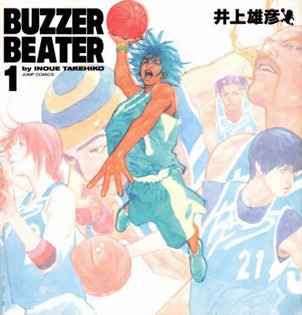 BUZZER
BEATER
by INOUE TAKEHIKO
JUMP COMICS
1
井上雄彦
21